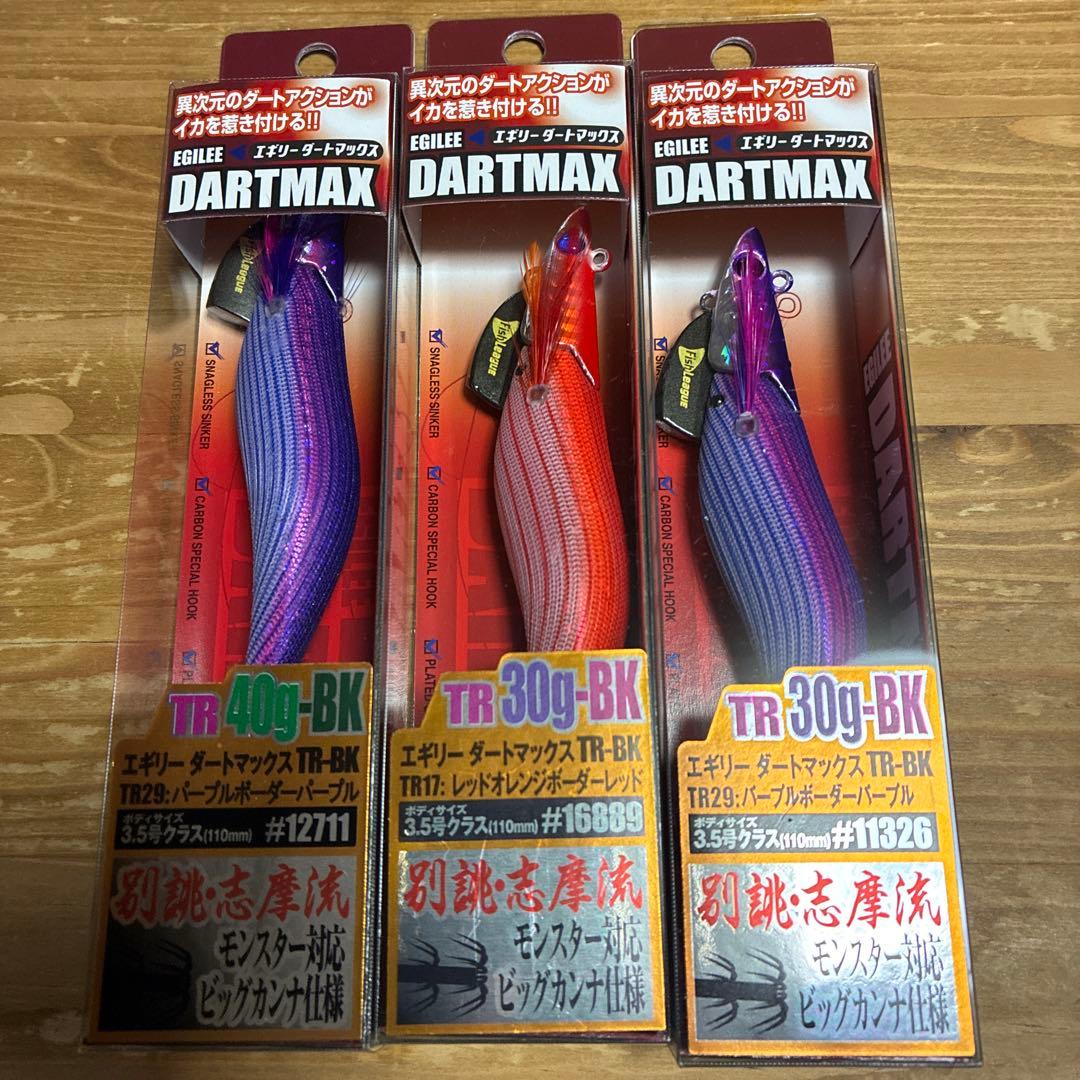 異次元のダートアクションが
イカを惹き付ける!!
EGILEE エギリーダートマックス
DARTMAX
FishLeague
SNAGLESS SINKER
CARBON SPECIAL HOOK
TR 40g-BK
エギリー ダートマックス TR-BK
TR29:パープルボーダーパープル
ボディサイズ
3.5号クラス(110mm) #12711
別誂・志摩流
モンスター対応
ビッグカンナ仕様
異次元のダートアクションが
イカを惹き付ける!!
EGILEE エギリーダートマックス
DARTMAX
FishLeague
SNAGLESS SINKER
CARBON SPECIAL HOOK
PLATED
TR 30g-BK
エギリー ダートマックス TR-BK
TR17: レッドオレンジボーダーレッド
ボディサイズ
3.5号クラス(110mm) #16889
別誂・志摩流
モンスター対応
ビッグカンナ仕様
異次元のダートアクションが
イカを惹き付ける!!
EGILEE エギリーダートマックス
DARTMAX
FishLeague
SNAGLESS SINKER
CARBON SPECIAL HOOK
EGILEE
DART
TR 30g-BK
エギリー ダートマックス TR-BK
TR29:パープルボーダーパープル
ボディサイズ
3.5号クラス(110mm) #11326
別誂・志摩流
モンスター対応
ビッグカンナ仕様